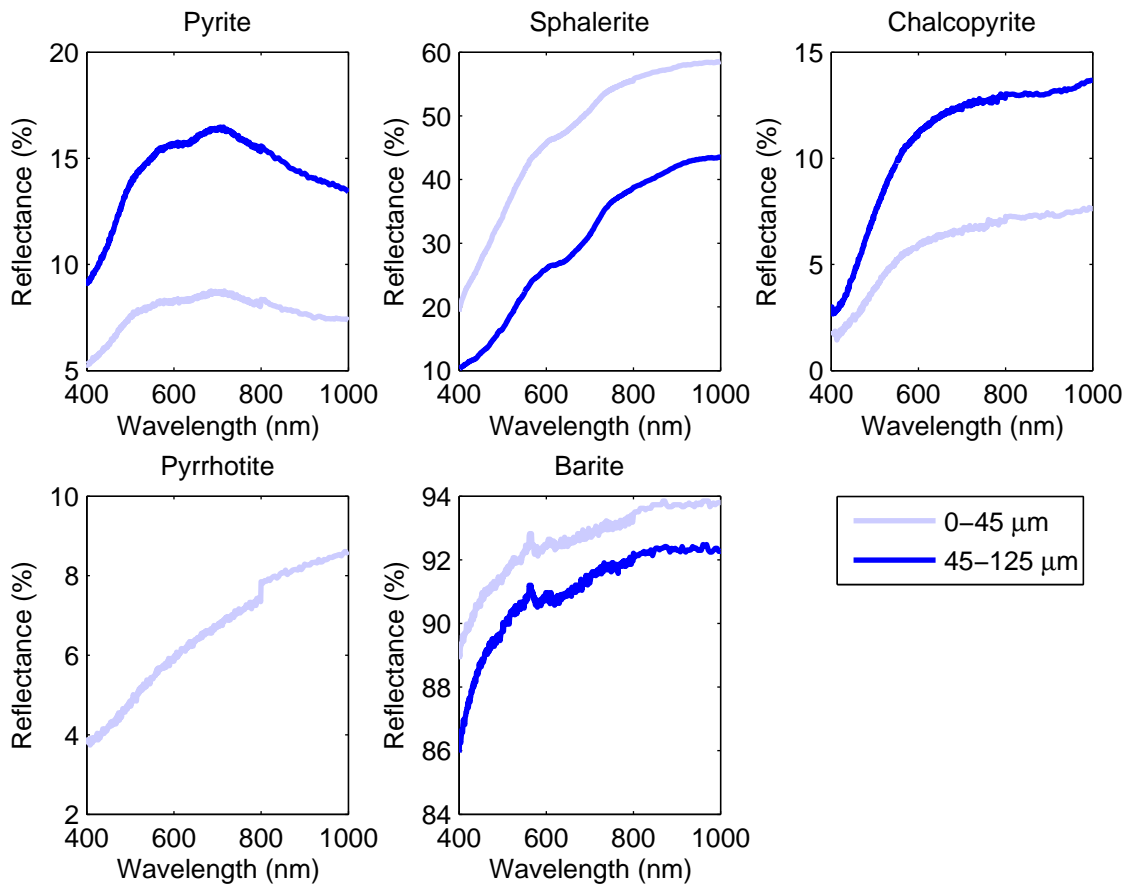 Pyrite
20
15
10
5
400 600 800 1000
Wavelength (nm)
Reflectance (%)
Sphalerite
60
50
40
30
20
10
400 600 800 1000
Wavelength (nm)
Reflectance (%)
Chalcopyrite
15
10
5
0
400 600 800 1000
Wavelength (nm)
Reflectance (%)
Pyrrhotite
10
8
6
4
2
400 600 800 1000
Wavelength (nm)
Reflectance (%)
Barite
94
92
90
88
86
84
400 600 800 1000
Wavelength (nm)
Reflectance (%)
0−45 μm
45−125 μm